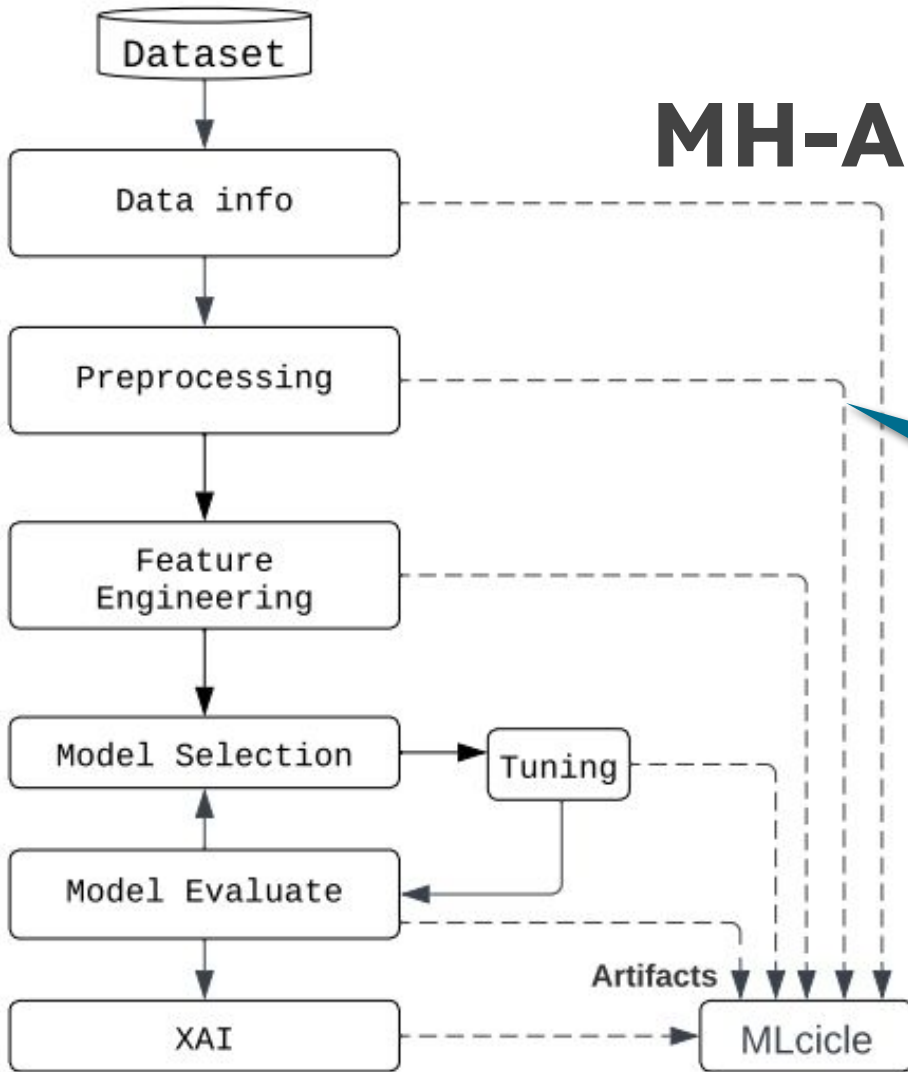 Dataset
MH-A
Data info
Preprocessing
Feature
Engineering
Model Selection
Tuning
Model Evaluate
Artifacts
XAI
MLcicle